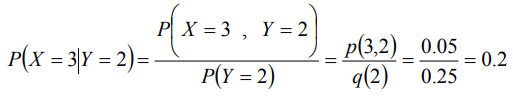 P(X = 3|Y = 2) = P(X = 3 , Y = 2) / P(Y = 2) = p(3,2) / q(2) = 0.05 / 0.25 = 0.2